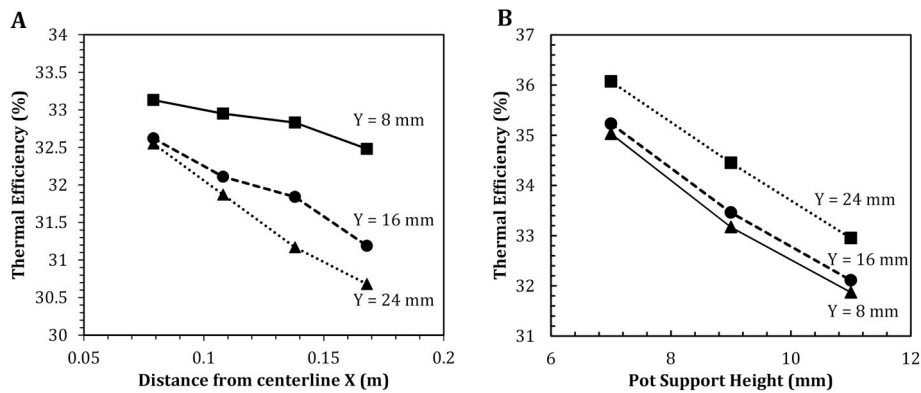 A
34
33.5
33
32.5
32
31.5
31
30.5
30
0.05
0.1
0.15
0.2
Thermal Efficiency (%)
Distance from centerline X (m)
Y = 8 mm
Y = 16 mm
Y = 24 mm
B
37
36
35
34
33
32
31
6
8
10
12
Thermal Efficiency (%)
Pot Support Height (mm)
Y = 24 mm
Y = 16 mm
Y = 8 mm